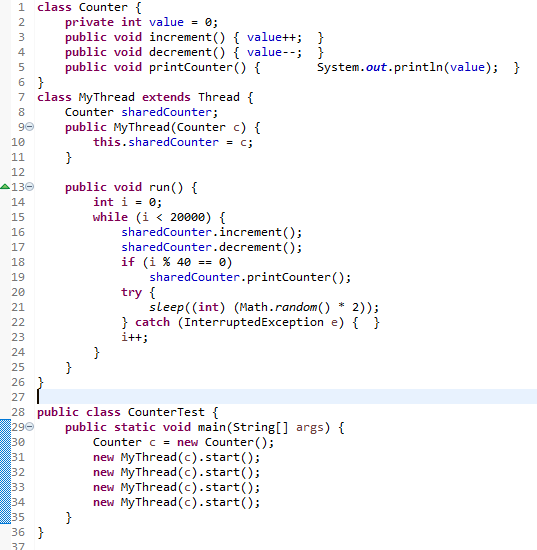 1 class Counter {
2     private int value = 0;
3     public void increment() { value++;  }
4     public void decrement() { value--;  }
5     public void printCounter() {        System.out.println(value);  }
6 }
7 class MyThread extends Thread {
8     Counter sharedCounter;
9     public MyThread(Counter c) {
10         this.sharedCounter = c;
11     }
12
13     public void run() {
14         int i = 0;
15         while (i < 20000) {
16             sharedCounter.increment();
17             sharedCounter.decrement();
18             if (i % 40 == 0)
19                 sharedCounter.printCounter();
20             try {
21                 sleep((int) (Math.random() * 2));
22             } catch (InterruptedException e) {  }
23             i++;
24         }
25     }
26 }
27
28 public class CounterTest {
29     public static void main(String[] args) {
30         Counter c = new Counter();
31         new MyThread(c).start();
32         new MyThread(c).start();
33         new MyThread(c).start();
34         new MyThread(c).start();
35     }
36 }
37